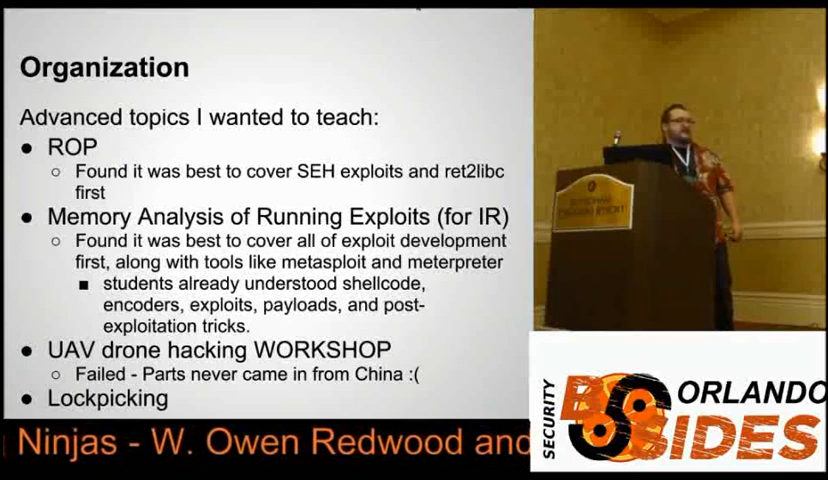 Organization
Advanced topics I wanted to teach:
● ROP
○ Found it was best to cover SEH exploits and ret2libc
first
● Memory Analysis of Running Exploits (for IR)
○ Found it was best to cover all of exploit development
first, along with tools like metasploit and meterpreter
■ students already understood shellcode,
encoders, exploits, payloads, and post-
exploitation tricks.
● UAV drone hacking WORKSHOP
○ Failed - Parts never came in from China :(
● Lockpicking
Ninjas - W. Owen Redwood and
SECURITY
BSIDES
ORLANDO